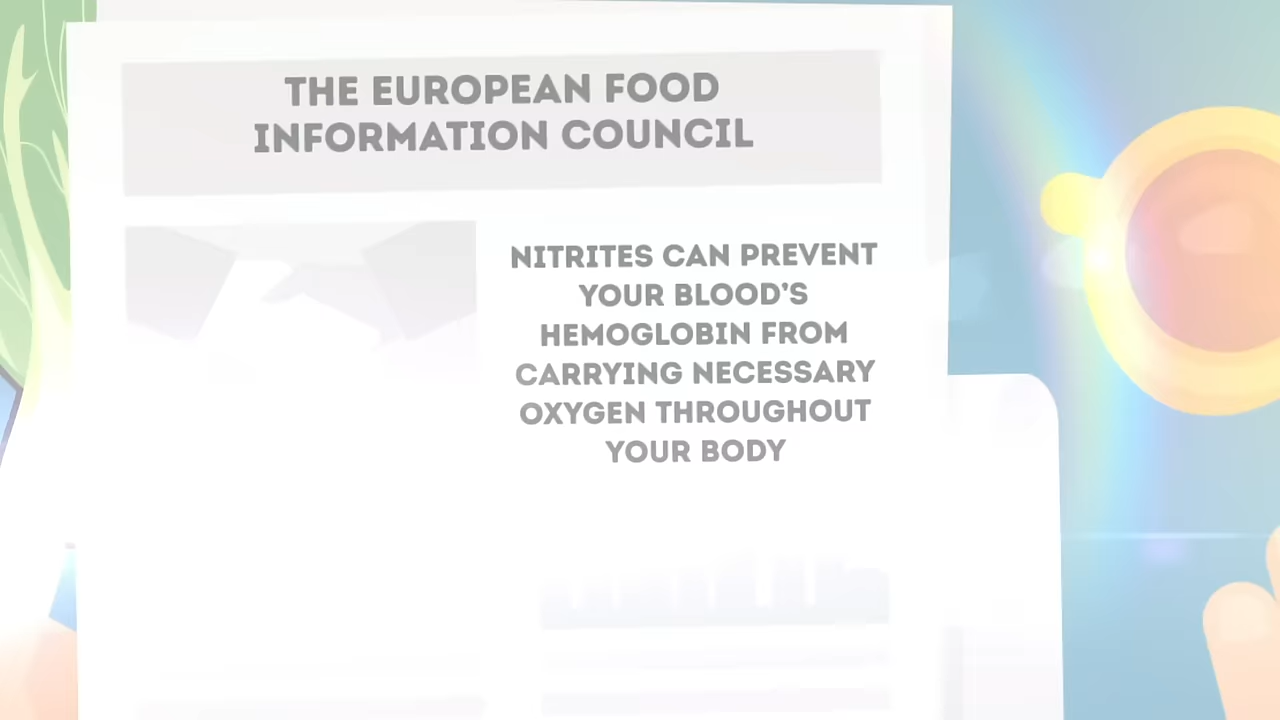 THE EUROPEAN FOOD
INFORMATION COUNCIL
NITRITES CAN PREVENT
YOUR BLOOD'S
HEMOGLOBIN FROM
CARRYING NECESSARY
OXYGEN THROUGHOUT
YOUR BODY